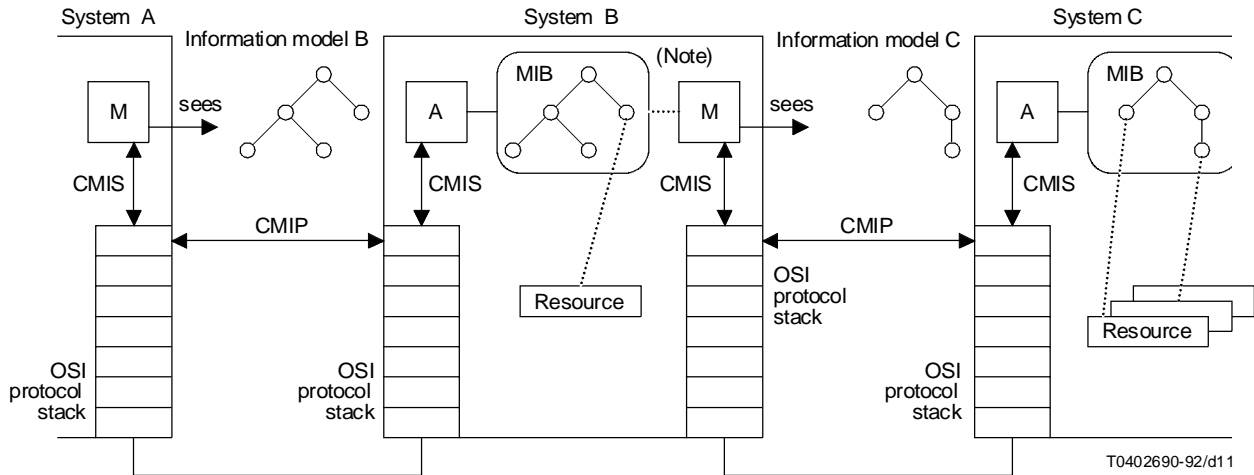 System A
System B
System C
Information model B
(Note)
Information model C
MIB
MIB
M
sees
A
M
sees
A
CMIS
CMIS
CMIS
CMIS
CMIP
CMIP
OSI
protocol
stack
Resource
Resource
OSI
protocol
stack
OSI
protocol
stack
OSI
protocol
stack
T0402690-92/d11